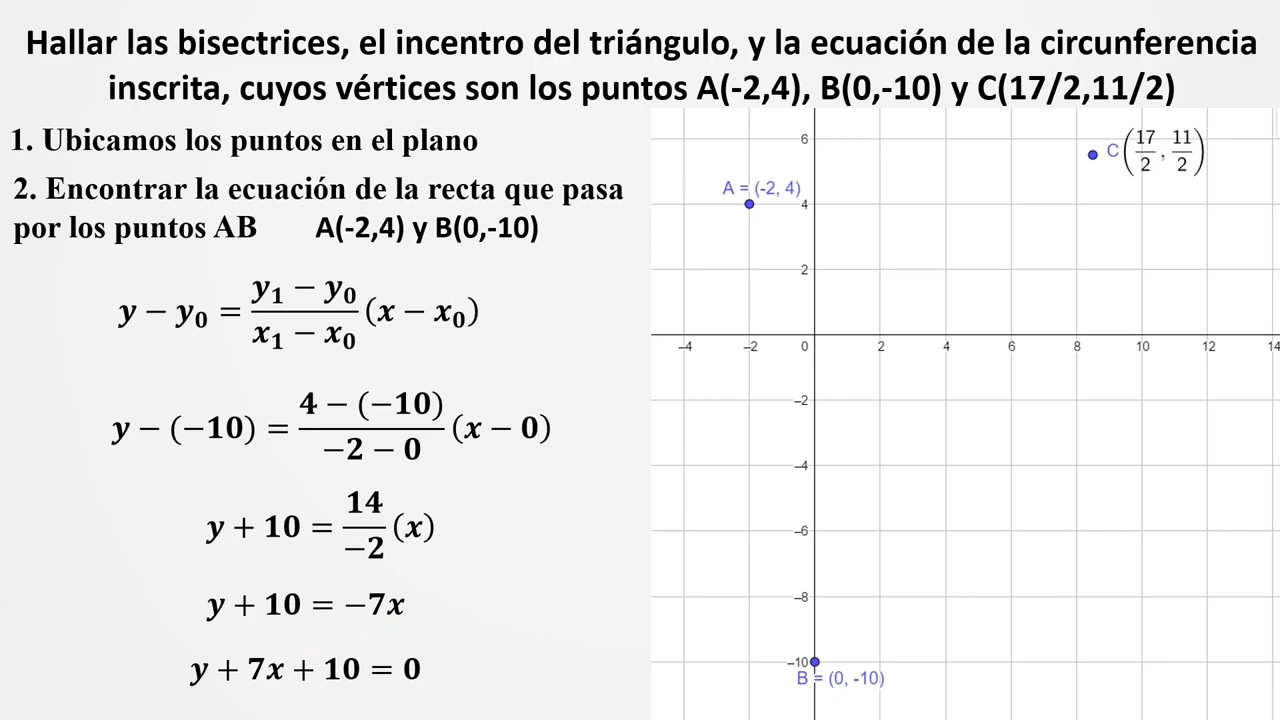 Hallar las bisectrices, el incentro del triángulo, y la ecuación de la circunferencia
inscrita, cuyos vértices son los puntos A(-2,4), B(0,-10) y C(17/2,11/2)
1. Ubicamos los puntos en el plano
2. Encontrar la ecuación de la recta que pasa
por los puntos AB A(-2,4) y B(0,-10)
y − y₀ = \frac{y₁ − y₀}{x₁ − x₀} (x − x₀)
y − (−10) = \frac{4 − (−10)}{−2 − 0} (x − 0)
y + 10 = \frac{14}{−2} (x)
y + 10 = −7x
y + 7x + 10 = 0
6
C (\frac{17}{2}, \frac{11}{2})
A = (-2, 4)
4
2
−4 −2 0 2 4 6 8 10 12 14
−2
−4
−6
−8
−10
B = (0, -10)